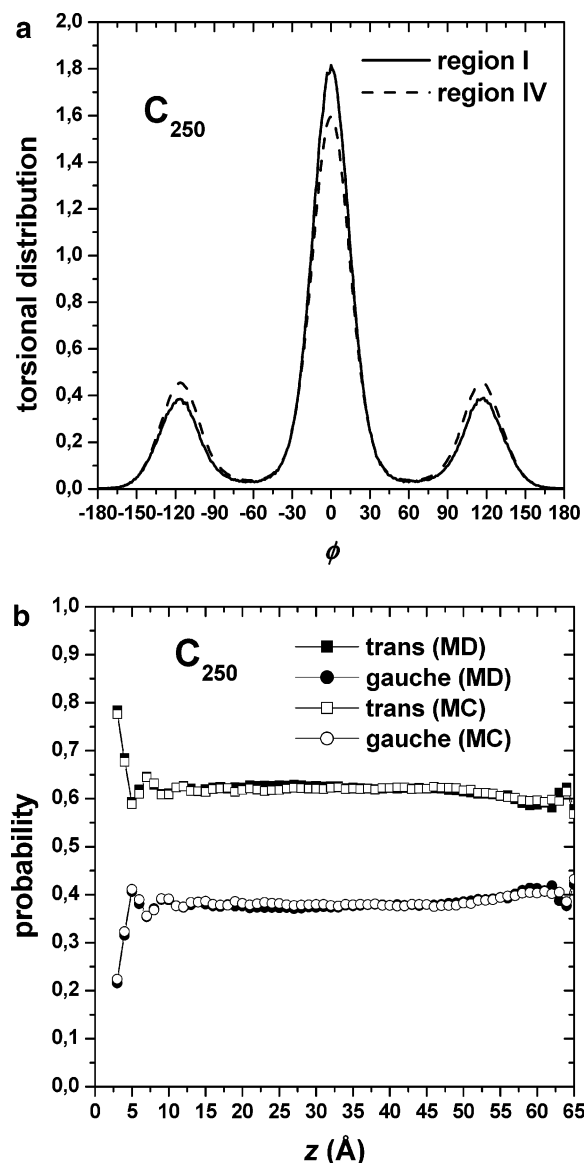 a
2,0
1,8
1,6
1,4
1,2
1,0
0,8
0,6
0,4
0,2
0,0
torsional distribution
C250
region I
region IV
-180 -150 -120 -90 -60 -30 0 30 60 90 120 150 180
ϕ
b
1,0
0,9
0,8
0,7
0,6
0,5
0,4
0,3
0,2
0,1
0,0
probability
C250
trans (MD)
gauche (MD)
trans (MC)
gauche (MC)
0 5 10 15 20 25 30 35 40 45 50 55 60 65
z (Å)